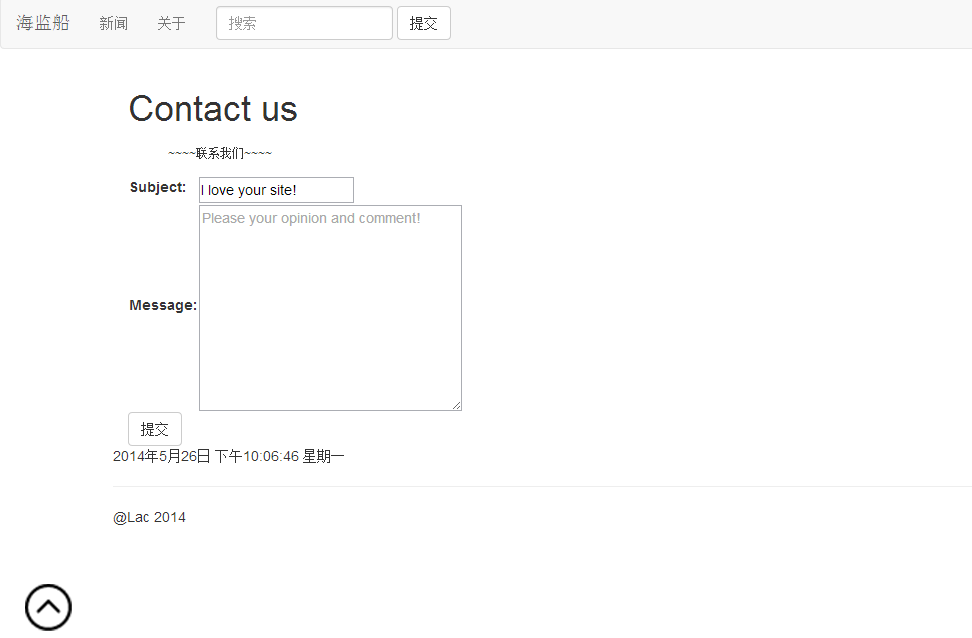 海监船 新闻 关于 搜索 提交
Contact us
~~~~联系我们~~~~
Subject: I love your site!
Please your opinion and comment!
Message:
提交
2014年5月26日 下午10:06:46 星期一
@Lac 2014